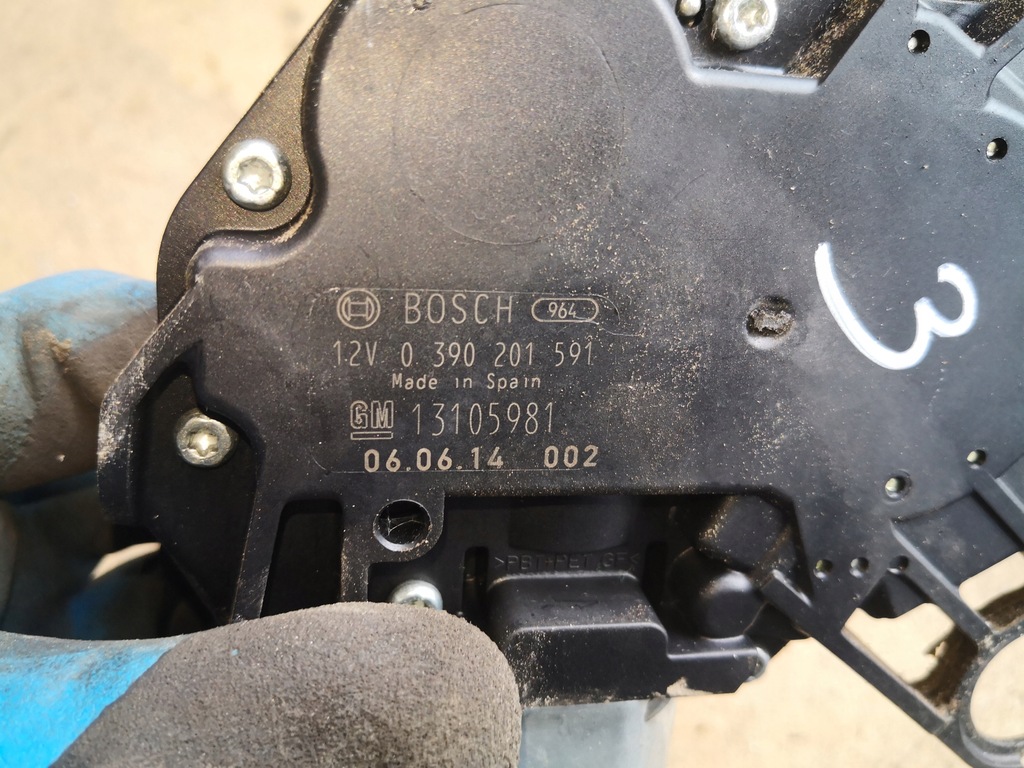 BOSCH 964
12V 0 390 201 591
Made in Spain
GM 13105981
06.06.14 002
3